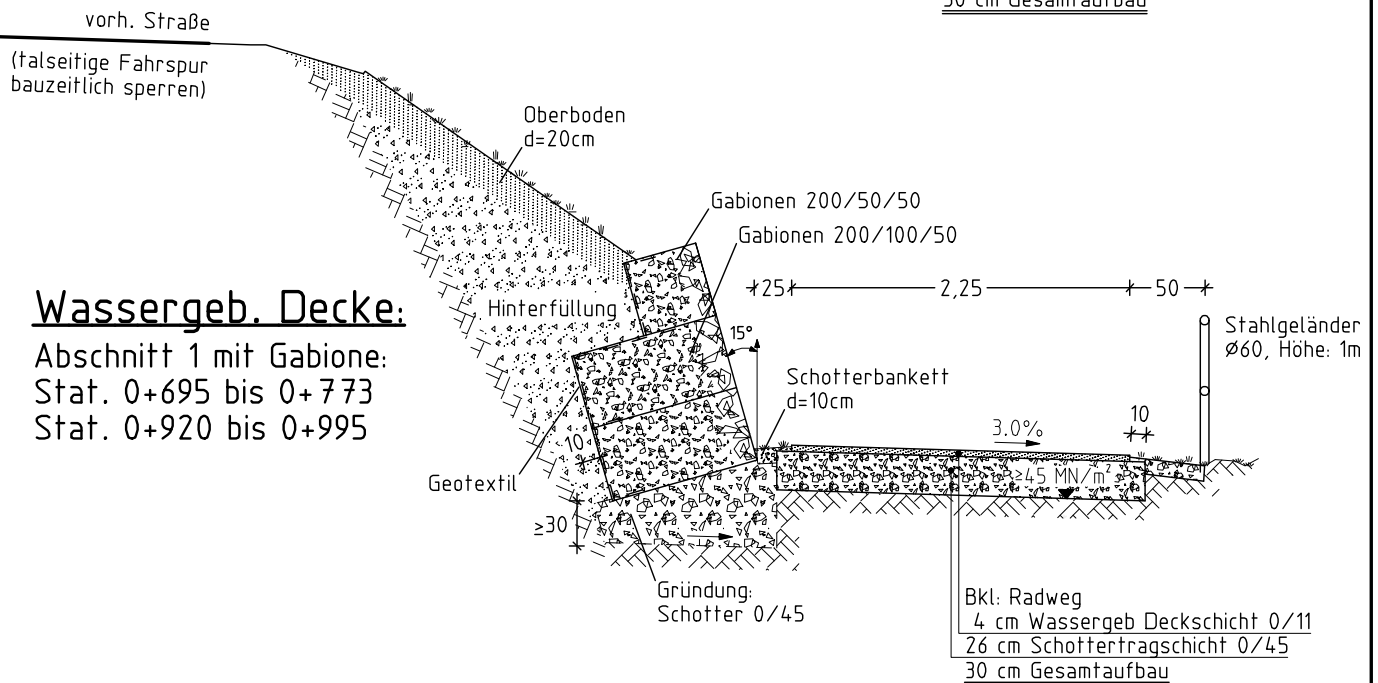 30 cm Gesamtaufbau
vorh. Straße
(talseitige Fahrspur
bauzeitlich sperren)
Oberboden
d=20cm
Gabionen 200/50/50
Gabionen 200/100/50
25
2,25
50
Wassergeb. Decke:
Abschnitt 1 mit Gabione:
Stat. 0+695 bis 0+773
Stat. 0+920 bis 0+995
Hinterfüllung
15°
Stahlgeländer
Ø60, Höhe: 1m
Schotterbankett
d=10cm
3.0%
10
10
≥45 MN/m²
Geotextil
≥30
Gründung:
Schotter 0/45
Bkl: Radweg
4 cm Wassergeb Deckschicht 0/11
26 cm Schottertragschicht 0/45
30 cm Gesamtaufbau